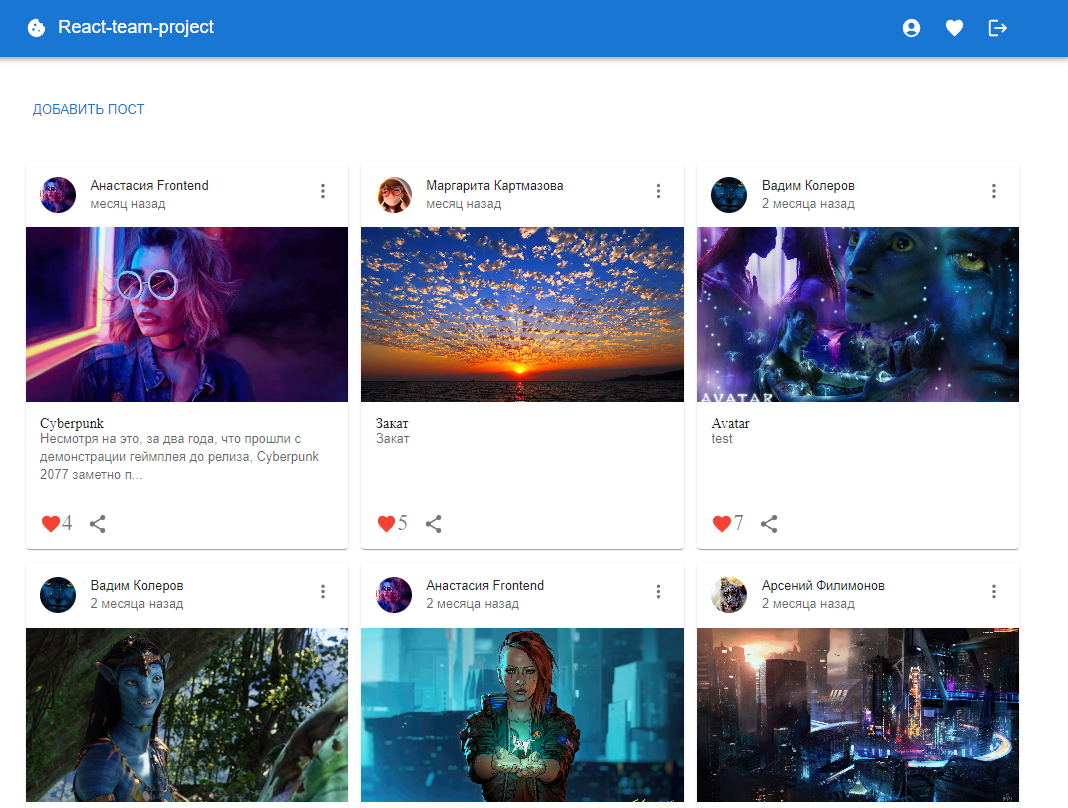 React-team-project
ДОБАВИТЬ ПОСТ
Анастасия Frontend
месяц назад
Cyberpunk
Несмотря на это, за два года, что прошли с
демонстрации геймплея до релиза, Cyberpunk
2077 заметно п...
4
Маргарита Картмазова
месяц назад
Закат
Закат
5
Вадим Колеров
2 месяца назад
AVATAR
Avatar
test
7
Вадим Колеров
2 месяца назад
Анастасия Frontend
2 месяца назад
Арсений Филимонов
2 месяца назад